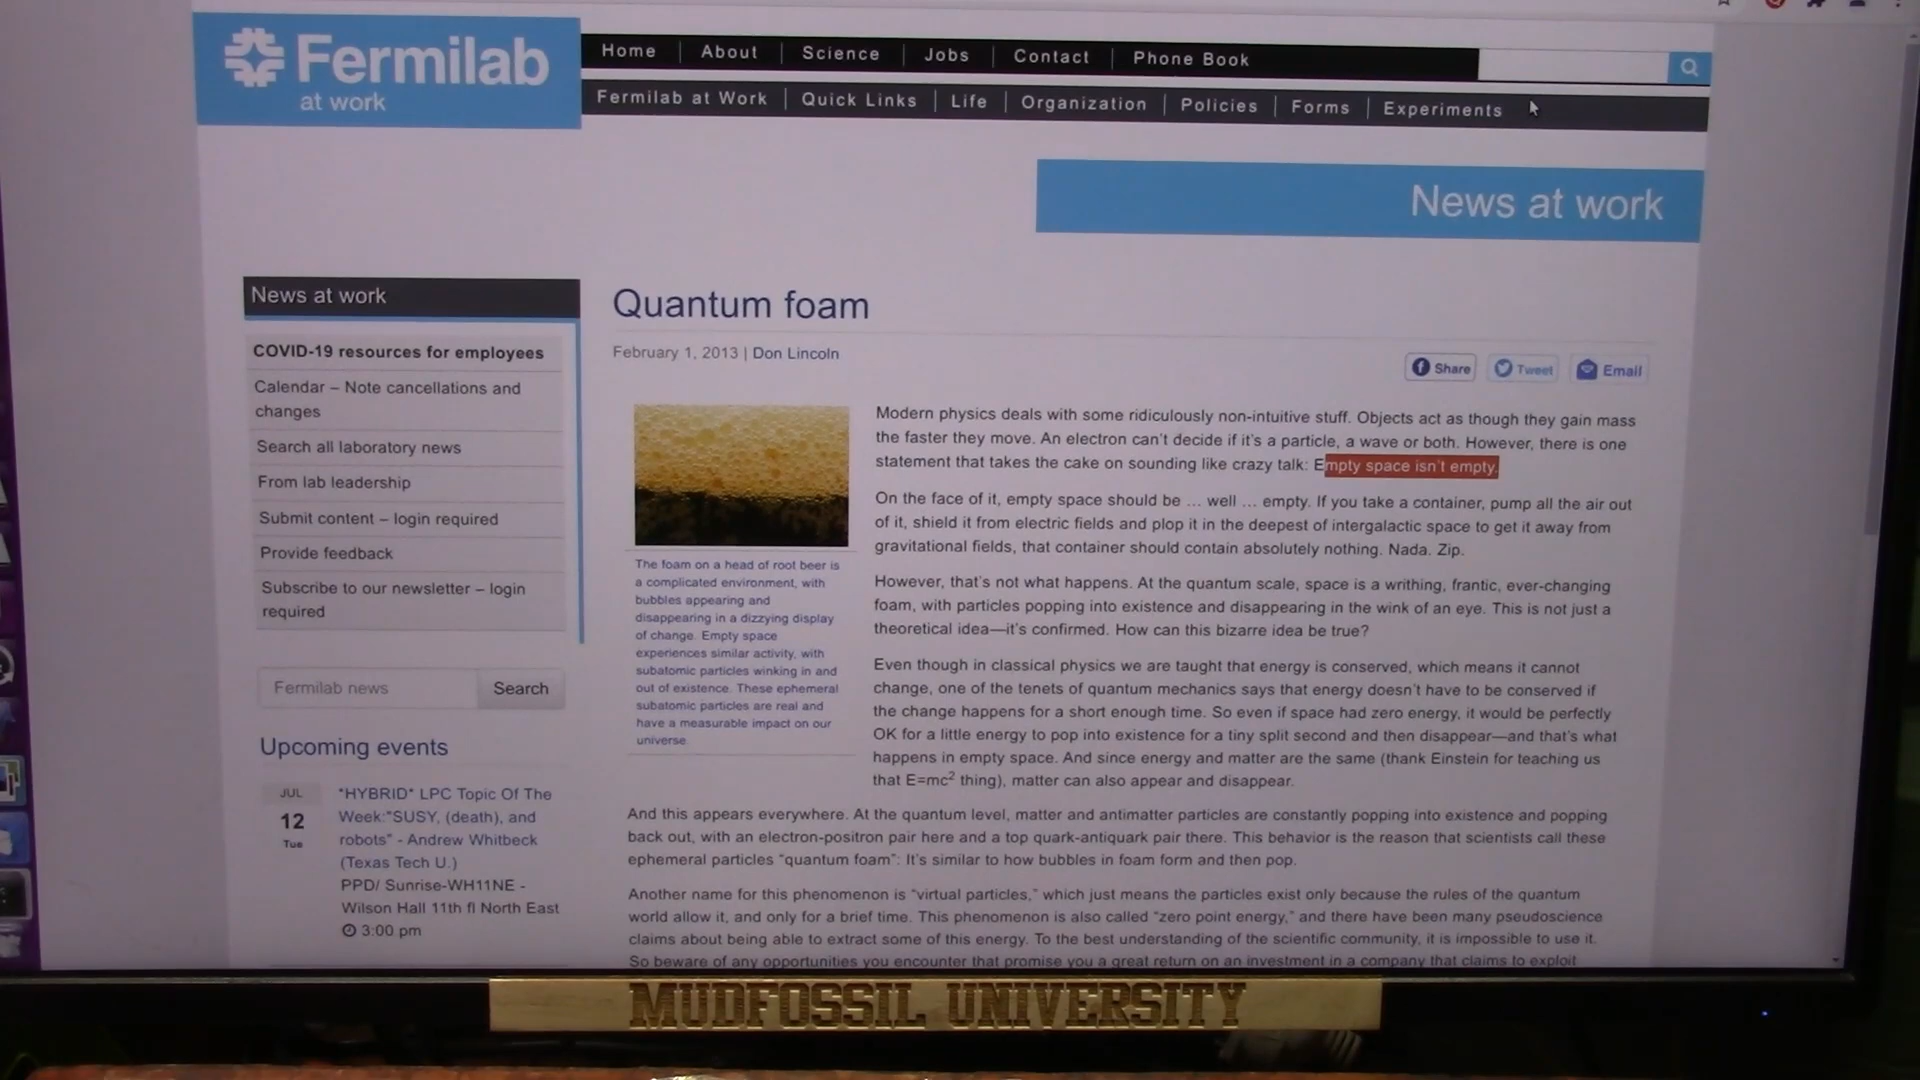 Fermilab
at work
Home
About
Science
Jobs
Contact
Phone Book
Fermilab at Work
Quick Links
Life
Organization
Policies
Forms
Experiments
News at work
News at work
COVID-19 resources for employees
Calendar – Note cancellations and
changes
Search all laboratory news
From lab leadership
Submit content – login required
Provide feedback
Subscribe to our newsletter – login
required
Fermilab news
Search
Upcoming events
JUL
12
Tue
*HYBRID* LPC Topic Of The
Week:"SUSY, (death), and
robots" - Andrew Whitbeck
(Texas Tech U.)
PPD/ Sunrise-WH11NE -
Wilson Hall 11th fl North East
3:00 pm
Quantum foam
February 1, 2013 | Don Lincoln
Share
Tweet
Email
The foam on a head of root beer is
a complicated environment, with
bubbles appearing and
disappearing in a dizzying display
of change. Empty space
experiences similar activity, with
subatomic particles winking in and
out of existence. These ephemeral
subatomic particles are real and
have a measurable impact on our
universe.
Modern physics deals with some ridiculously non-intuitive stuff. Objects act as though they gain mass
the faster they move. An electron can't decide if it's a particle, a wave or both. However, there is one
statement that takes the cake on sounding like crazy talk: Empty space isn't empty.
On the face of it, empty space should be … well … empty. If you take a container, pump all the air out
of it, shield it from electric fields and plop it in the deepest of intergalactic space to get it away from
gravitational fields, that container should contain absolutely nothing. Nada. Zip.
However, that's not what happens. At the quantum scale, space is a writhing, frantic, ever-changing
foam, with particles popping into existence and disappearing in the wink of an eye. This is not just a
theoretical idea—it's confirmed. How can this bizarre idea be true?
Even though in classical physics we are taught that energy is conserved, which means it cannot
change, one of the tenets of quantum mechanics says that energy doesn't have to be conserved if
the change happens for a short enough time. So even if space had zero energy, it would be perfectly
OK for a little energy to pop into existence for a tiny split second and then disappear—and that's what
happens in empty space. And since energy and matter are the same (thank Einstein for teaching us
that E=mc² thing), matter can also appear and disappear.
And this appears everywhere. At the quantum level, matter and antimatter particles are constantly popping into existence and popping
back out, with an electron-positron pair here and a top quark-antiquark pair there. This behavior is the reason that scientists call these
ephemeral particles "quantum foam": It's similar to how bubbles in foam form and then pop.
Another name for this phenomenon is "virtual particles," which just means the particles exist only because the rules of the quantum
world allow it, and only for a brief time. This phenomenon is also called "zero point energy," and there have been many pseudoscience
claims about being able to extract some of this energy. To the best understanding of the scientific community, it is impossible to use it.
So beware of any opportunities you encounter that promise you a great return on an investment in a company that claims to exploit
MUDFOSSIL UNIVERSITY